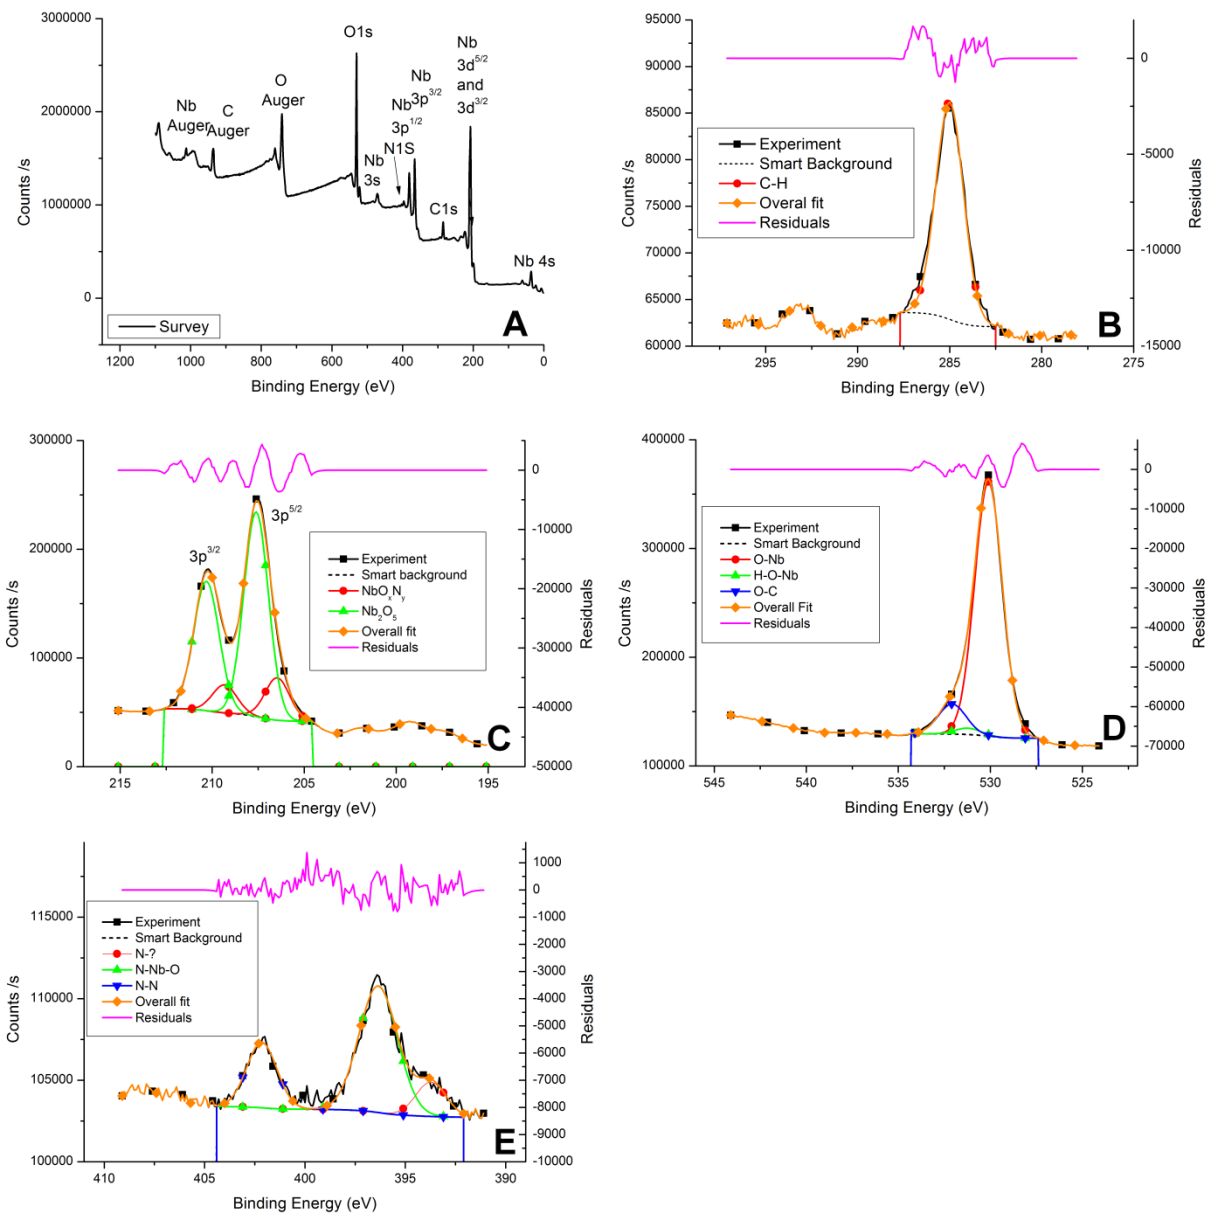 3000000
2000000
1000000
0
Counts /s
1200
1000
800
600
400
200
0
Binding Energy (eV)
Nb
Auger
C
Auger
O
Auger
O1s
Nb
3s
Nb
3p1/2
N1S
Nb
3p3/2
C1s
Nb
3d5/2
and
3d3/2
Nb 4s
Survey
A
95000
90000
85000
80000
75000
70000
65000
60000
Counts /s
295
290
285
280
275
Binding Energy (eV)
0
-5000
-10000
-15000
Residuals
Experiment
Smart Background
C-H
Overal fit
Residuals
B
300000
200000
100000
0
Counts /s
215
210
205
200
195
Binding Energy (eV)
0
-10000
-20000
-30000
-40000
-50000
Residuals
3p3/2
3p5/2
Experiment
Smart background
NbOxNy
Nb2O5
Overall fit
Residuals
C
400000
300000
200000
100000
Counts /s
545
540
535
530
525
Binding Energy (eV)
0
-10000
-20000
-30000
-40000
-50000
-60000
-70000
Residuals
Experiment
Smart Background
O-Nb
H-O-Nb
O-C
Overall Fit
Residuals
D
115000
110000
105000
100000
Counts /s
410
405
400
395
390
Binding Energy (eV)
1000
0
-1000
-2000
-3000
-4000
-5000
-6000
-7000
-8000
-9000
-10000
Residuals
Experiment
Smart Background
N-?
N-Nb-O
N-N
Overall fit
Residuals
E